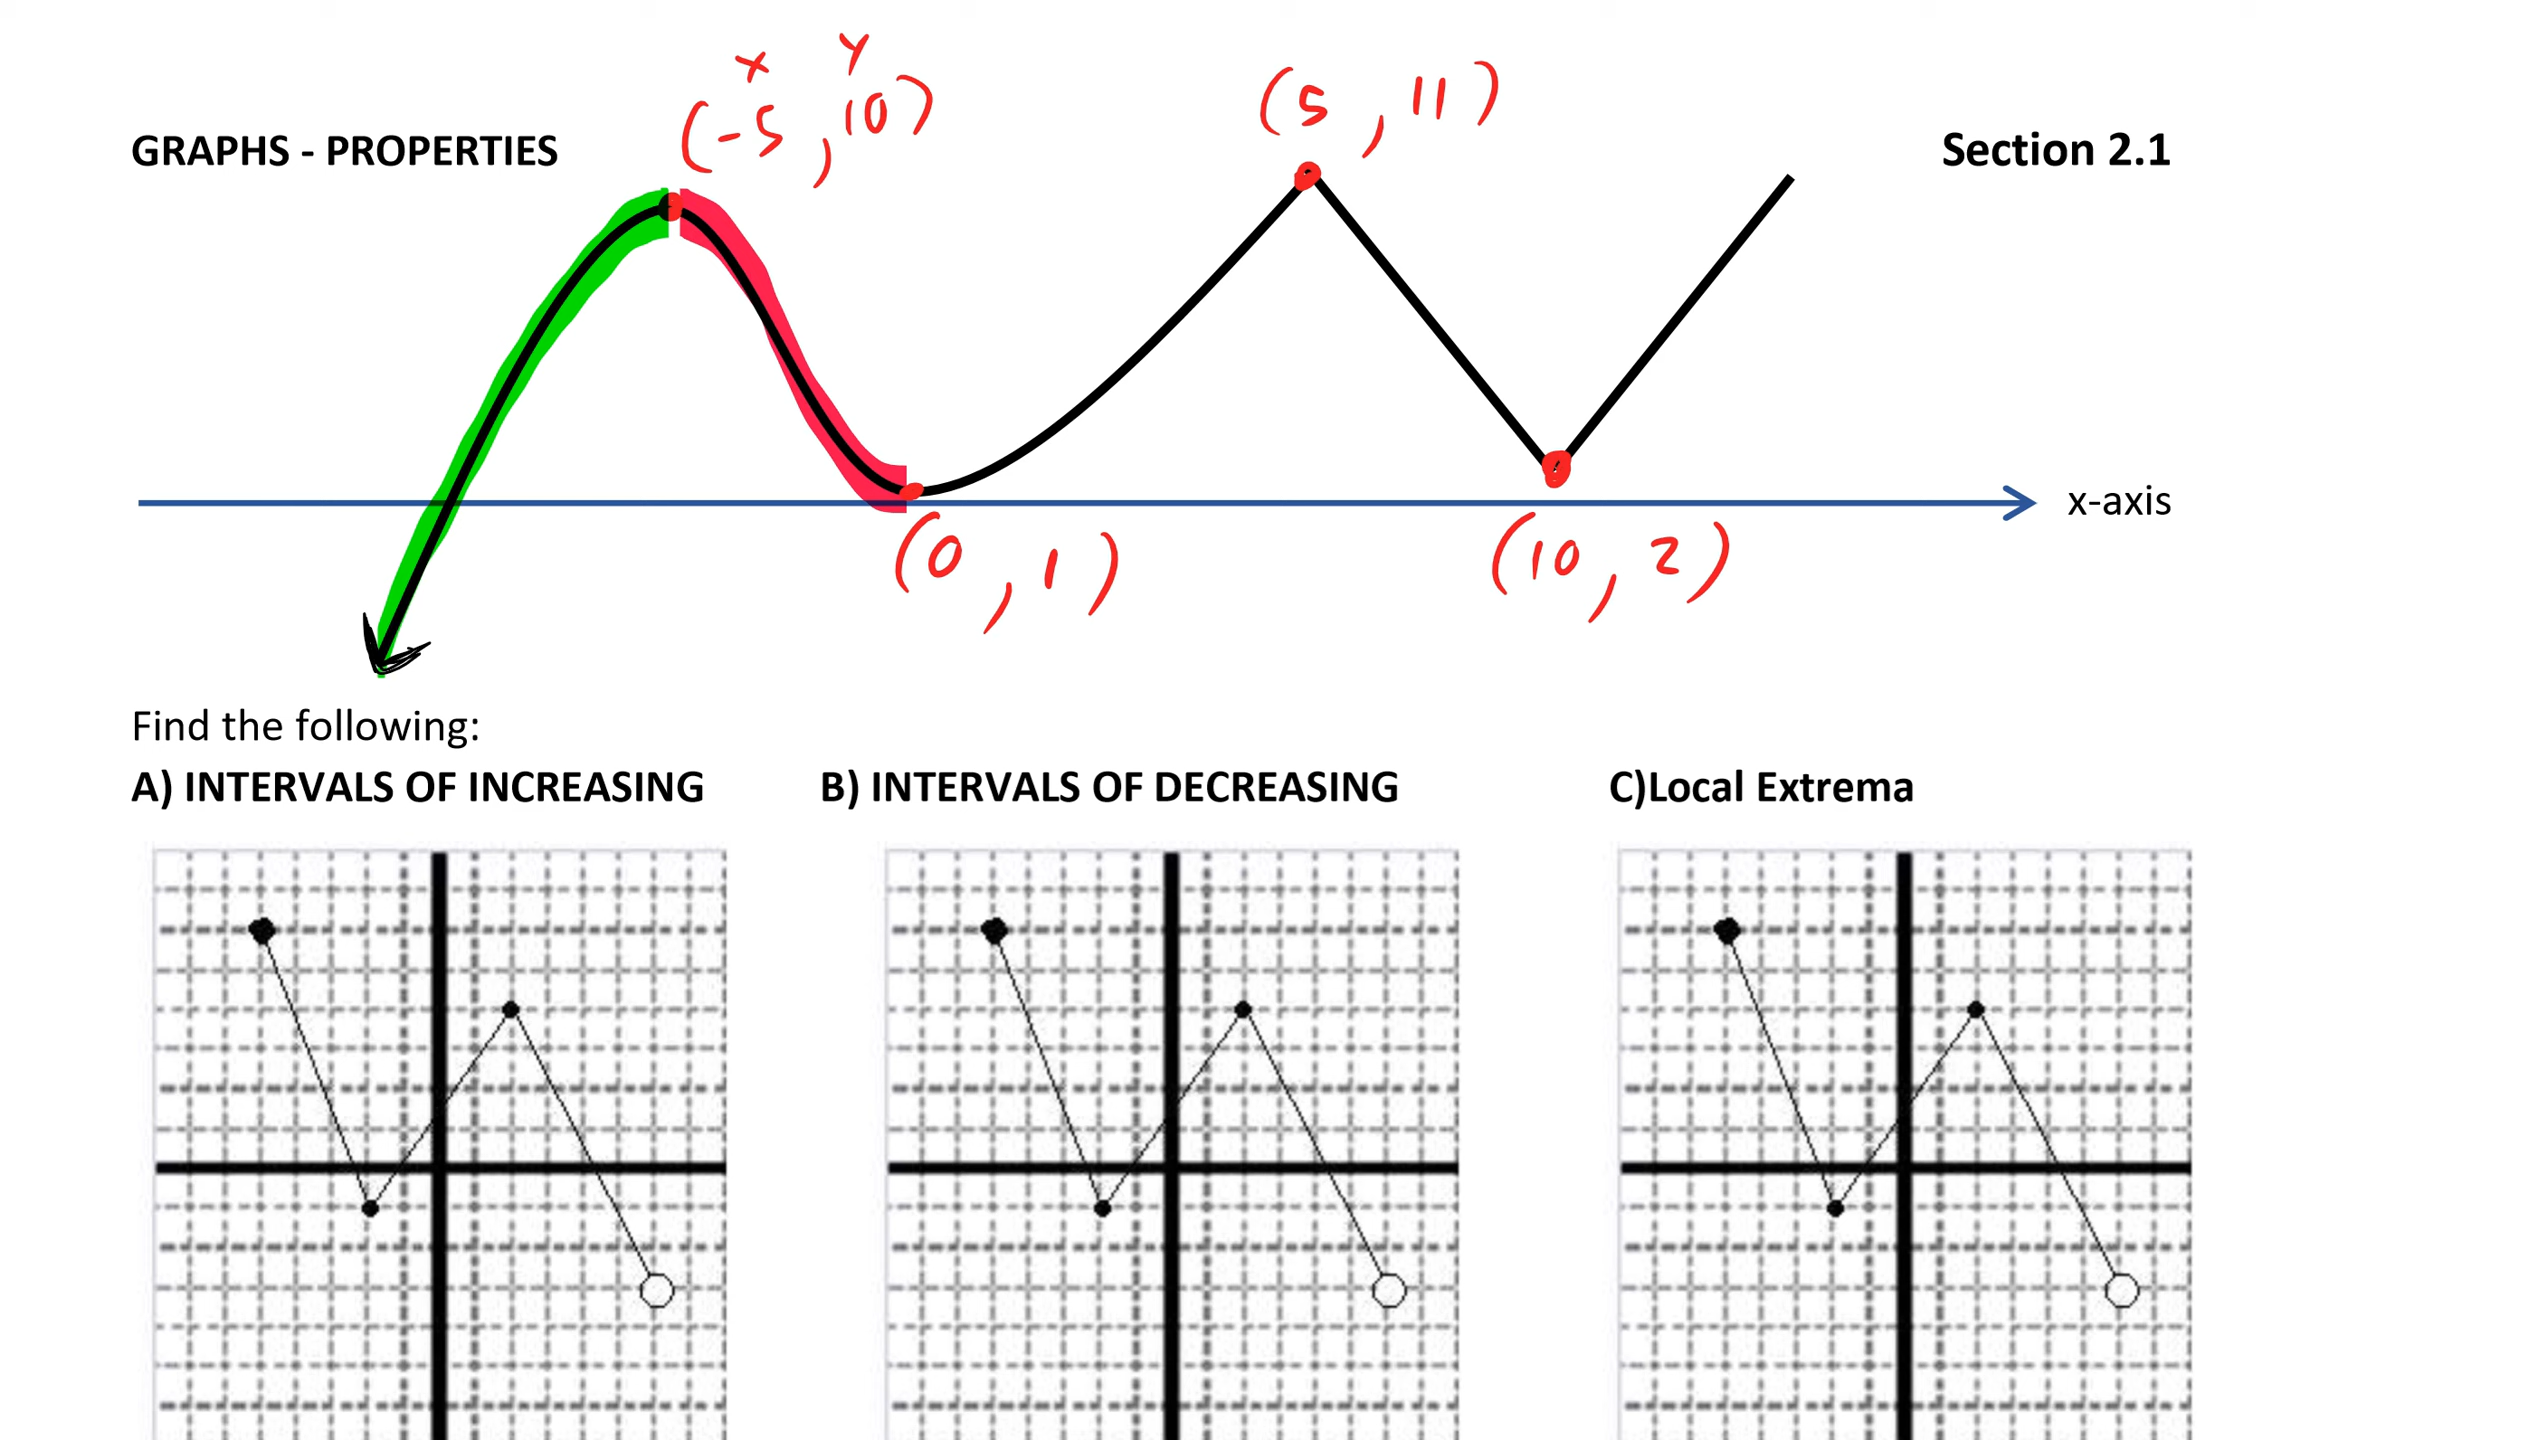 x y
(-5, 10)
(5, 11)
GRAPHS - PROPERTIES
Section 2.1
x-axis
(0, 1)
(10, 2)
Find the following:
A) INTERVALS OF INCREASING
B) INTERVALS OF DECREASING
C)Local Extrema